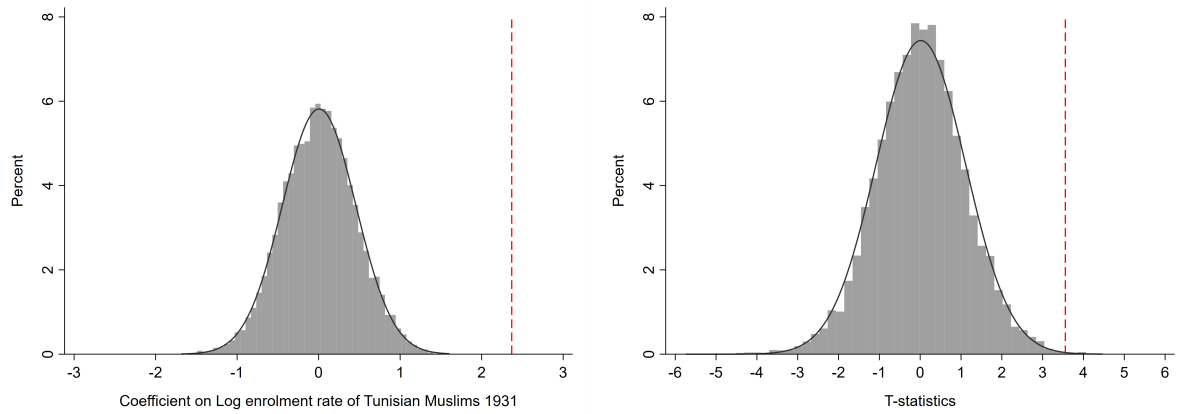 8
6
4
2
0
Percent
-3 -2 -1 0 1 2 3
Coefficient on Log enrolment rate of Tunisian Muslims 1931
8
6
4
2
0
Percent
-6 -5 -4 -3 -2 -1 0 1 2 3 4 5 6
T-statistics